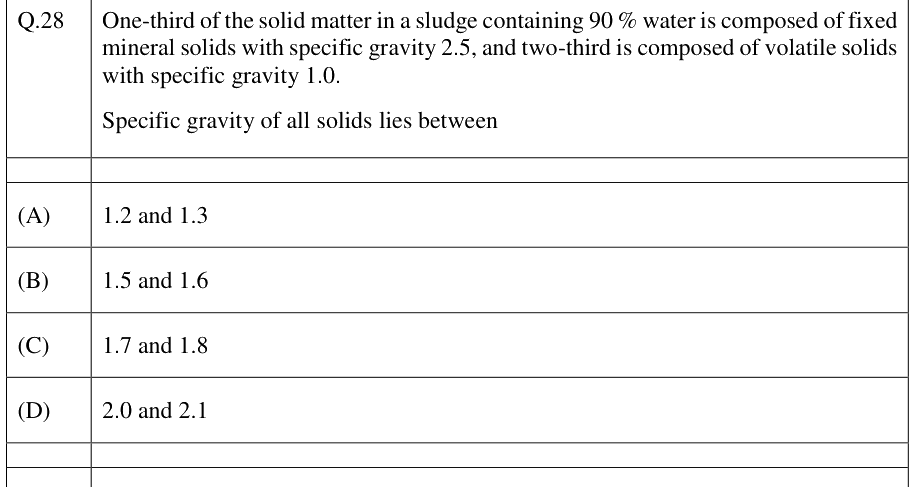 Q.28 One-third of the solid matter in a sludge containing 90 % water is composed of fixed
mineral solids with specific gravity 2.5, and two-third is composed of volatile solids
with specific gravity 1.0.
Specific gravity of all solids lies between
(A) 1.2 and 1.3
(B) 1.5 and 1.6
(C) 1.7 and 1.8
(D) 2.0 and 2.1